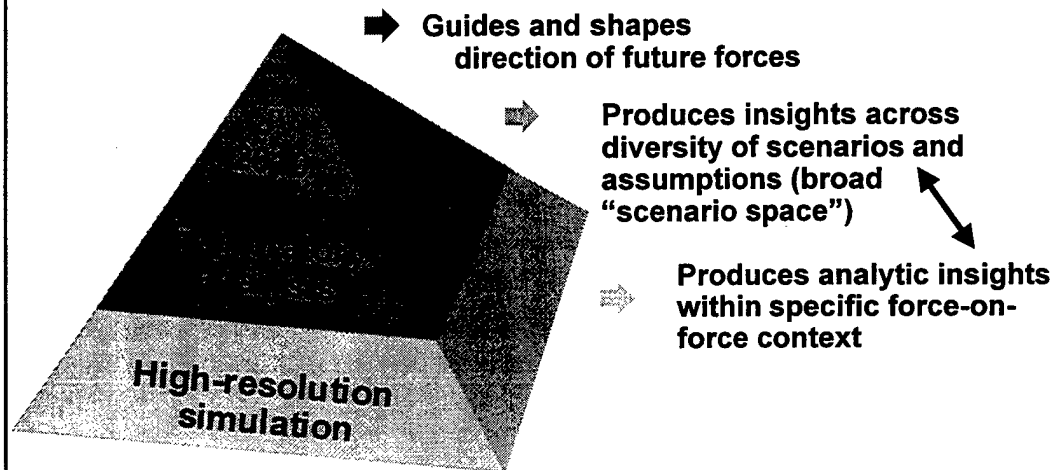 Guides and shapes
direction of future forces
Produces insights across
diversity of scenarios and
assumptions (broad
“scenario space”)
Produces analytic insights
within specific force-on-
force context
High-resolution
simulation